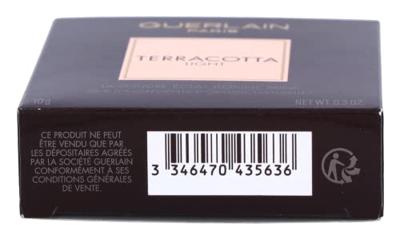 GUERLAIN
PARIS
TERRACOTTA
LIGHT
10g
NET WT. 0.3 OZ.
CE PRODUIT NE PEUT
ÊTRE VENDU QUE PAR
LES DÉPOSITAIRES AGRÉÉS
PAR LA SOCIÉTÉ GUERLAIN
CONFORMÉMENT À SES
CONDITIONS GÉNÉRALES
DE VENTE.
3 346470 435636